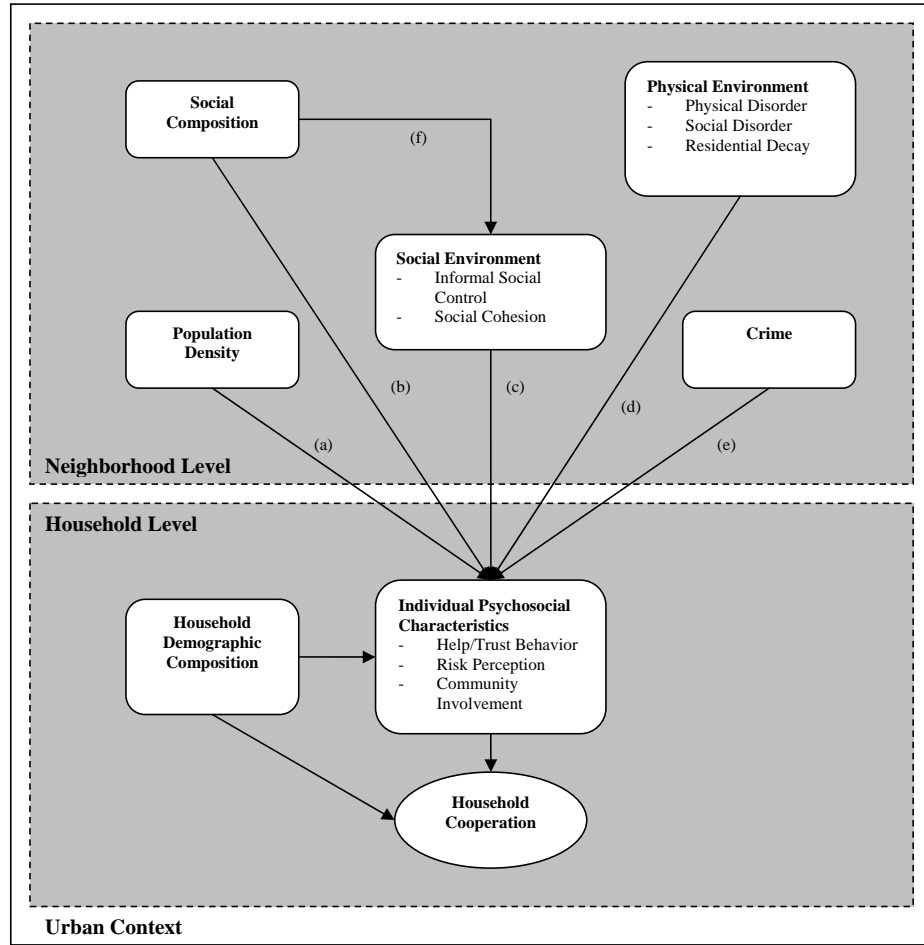 Social
Composition
(f)
Physical Environment
- Physical Disorder
- Social Disorder
- Residential Decay
Social Environment
- Informal Social
Control
- Social Cohesion
Population
Density
Crime
(a)
(b)
(c)
(d)
(e)
Neighborhood Level
Household Level
Household
Demographic
Composition
Individual Psychosocial
Characteristics
- Help/Trust Behavior
- Risk Perception
- Community
Involvement
Household
Cooperation
Urban Context